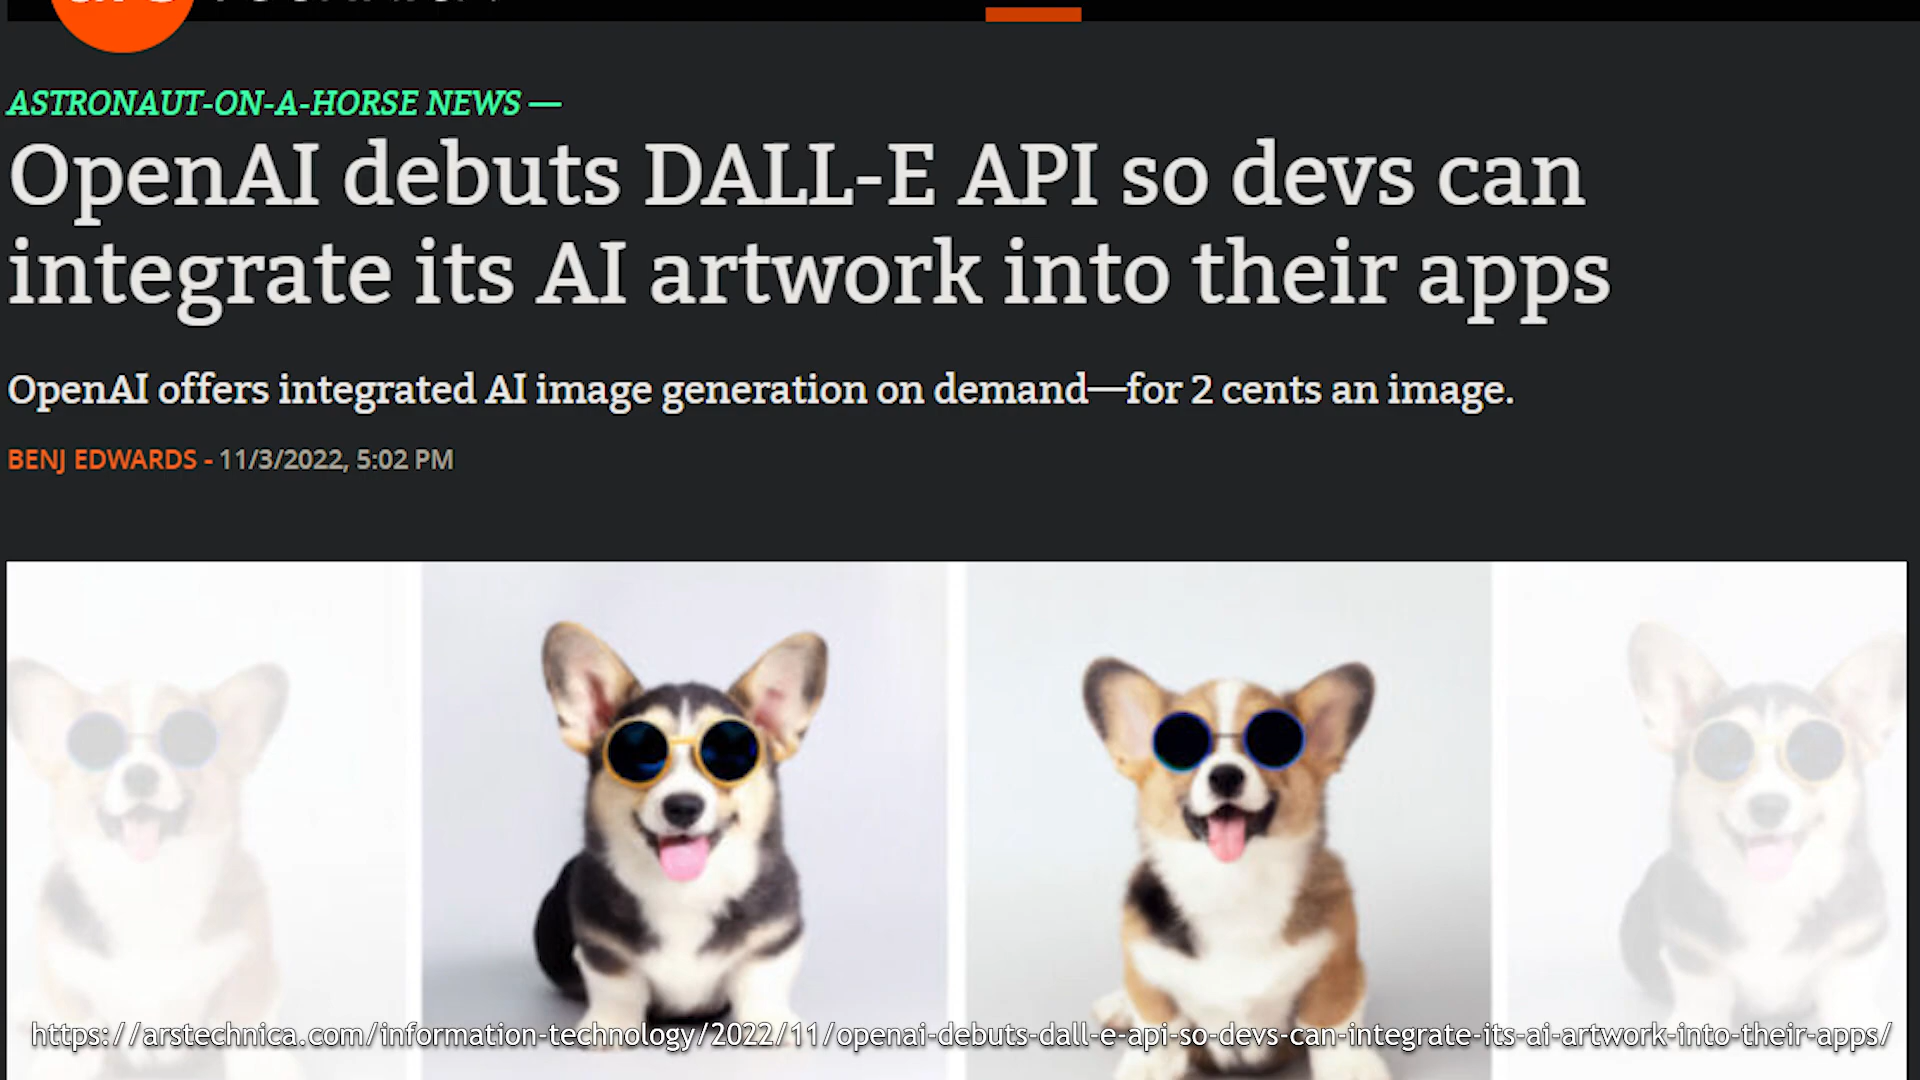 ASTRONAUT-ON-A-HORSE NEWS —
OpenAI debuts DALL-E API so devs can
integrate its AI artwork into their apps
OpenAI offers integrated AI image generation on demand—for 2 cents an image.
BENJ EDWARDS - 11/3/2022, 5:02 PM
https://arstechnica.com/information-technology/2022/11/openai-debuts-dall-e-api-so-devs-can-integrate-its-ai-artwork-into-their-apps/